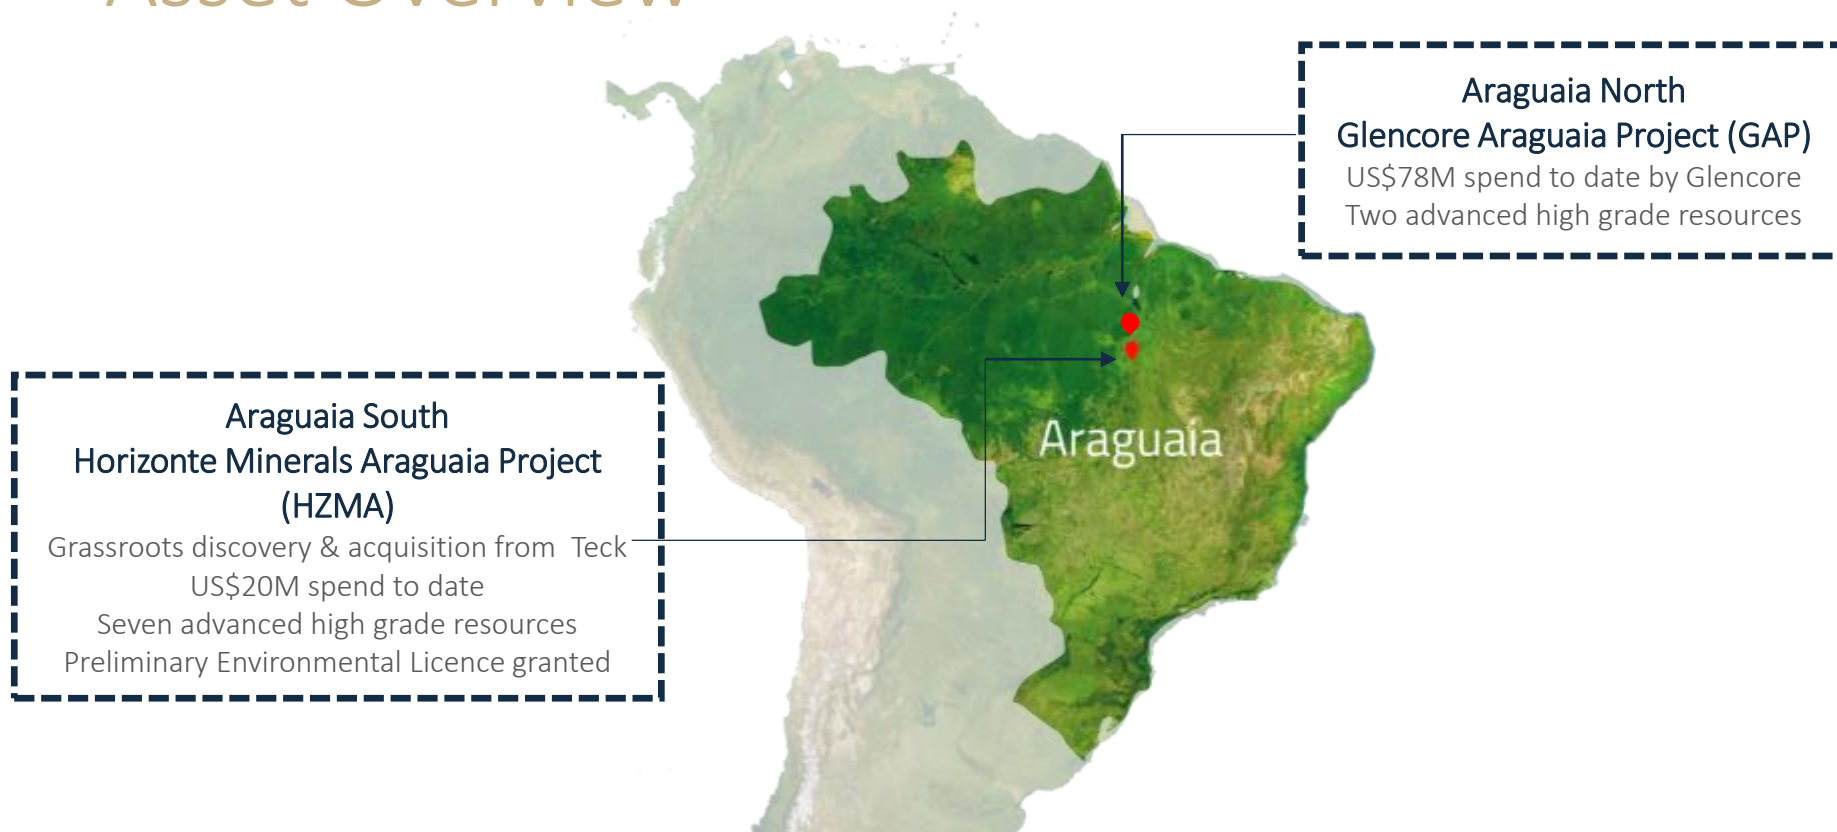 Asset Overview
Araguaia North
Glencore Araguaia Project (GAP)
US$78M spend to date by Glencore
Two advanced high grade resources
Araguaia South
Horizonte Minerals Araguaia Project
(HZMA)
Grassroots discovery & acquisition from Teck
US$20M spend to date
Seven advanced high grade resources
Preliminary Environmental Licence granted
Araguaia